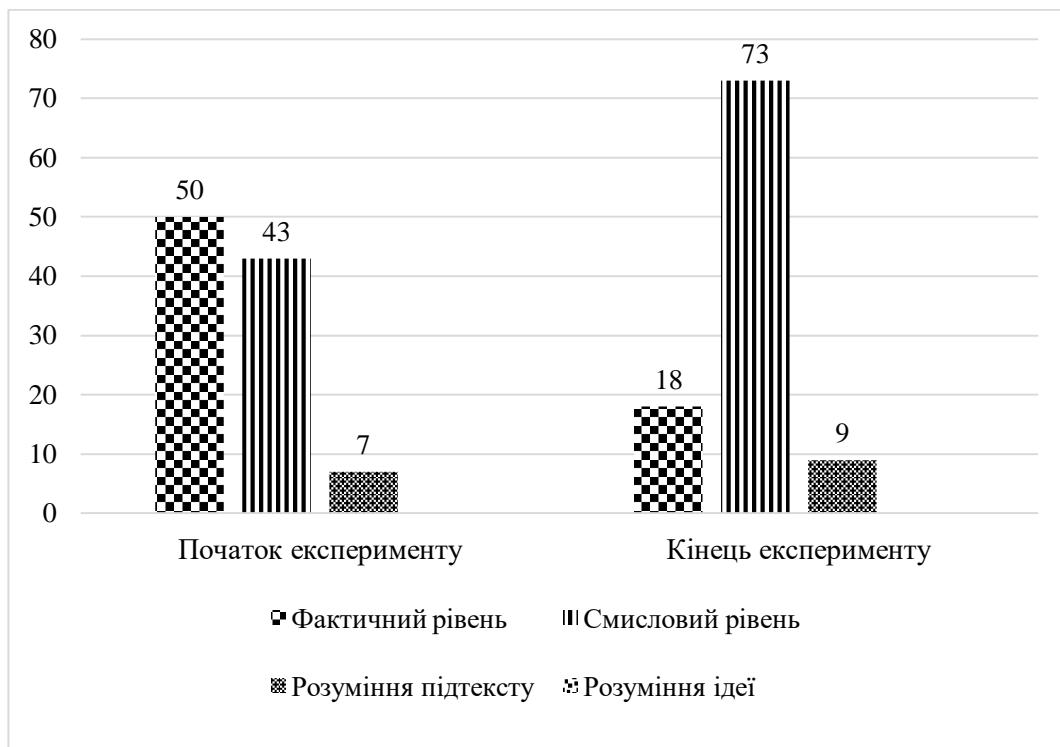 80
70
60
50
40
30
20
10
0
50
43
7
18
73
9
Початок експерименту
Кінець експерименту
Фактичний рівень
Смисловий рівень
Розуміння підтексту
Розуміння ідеї